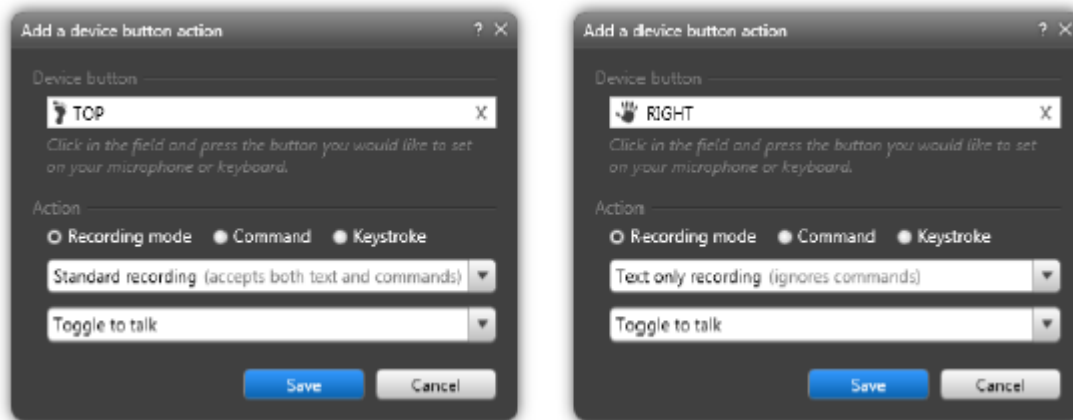 Add a device button action ? X
Device button
TOP X
Click in the field and press the button you would like to set
on your microphone or keyboard.
Action
Recording mode Command Keystroke
Standard recording (accepts both text and commands)
Toggle to talk
Save Cancel
Add a device button action ? X
Device button
RIGHT X
Click in the field and press the button you would like to set
on your microphone or keyboard.
Action
Recording mode Command Keystroke
Text only recording (ignores commands)
Toggle to talk
Save Cancel